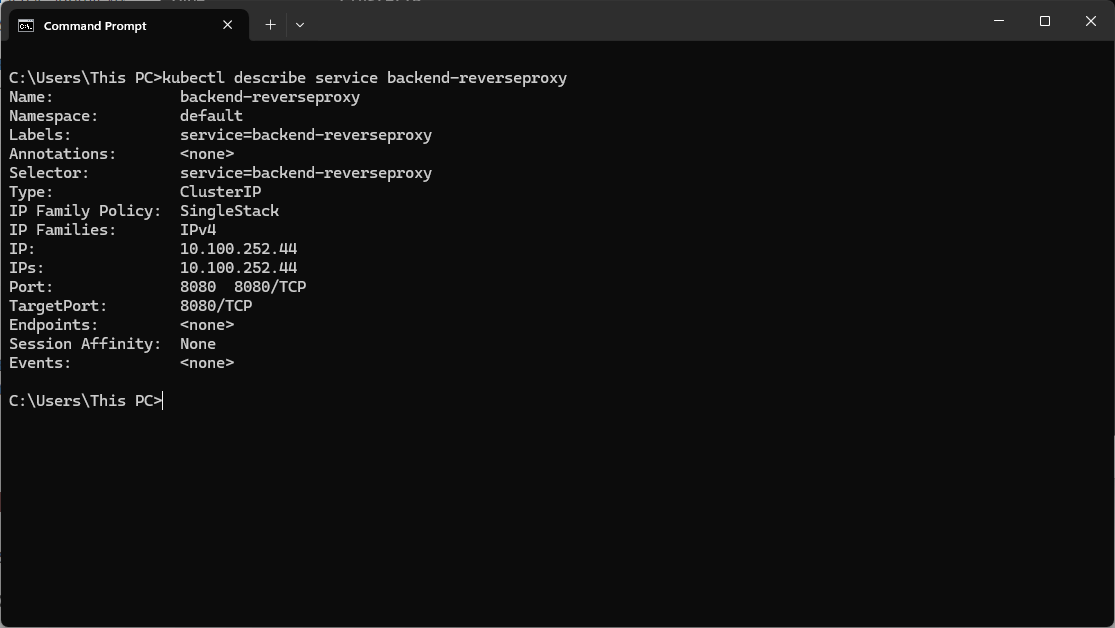 Command Prompt
C:\Users\This PC>kubectl describe service backend-reverseproxy
Name:              backend-reverseproxy
Namespace:         default
Labels:            service=backend-reverseproxy
Annotations:       <none>
Selector:          service=backend-reverseproxy
Type:              ClusterIP
IP Family Policy:  SingleStack
IP Families:       IPv4
IP:                10.100.252.44
IPs:               10.100.252.44
Port:              8080  8080/TCP
TargetPort:        8080/TCP
Endpoints:         <none>
Session Affinity:  None
Events:            <none>
C:\Users\This PC>